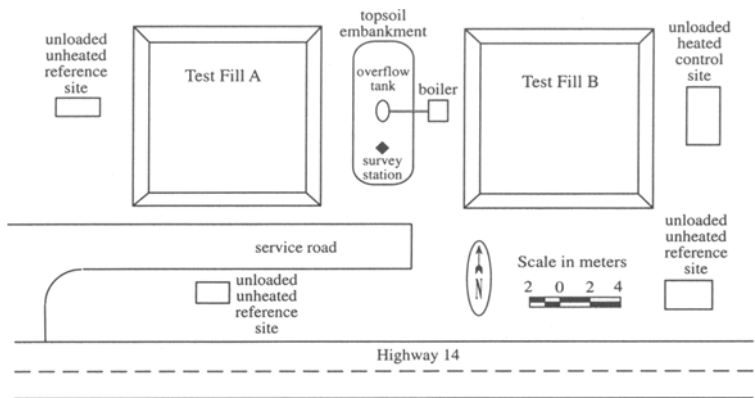 topsoil
embankment
unloaded
unheated
reference
site
Test Fill A
overflow
tank
boiler
survey
station
Test Fill B
unloaded
heated
control
site
service road
unloaded
unheated
reference
site
N
Scale in meters
2 0 2 4
unloaded
unheated
reference
site
Highway 14